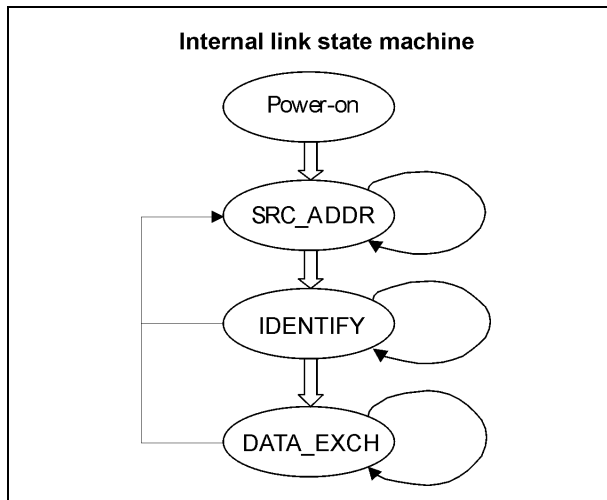 Internal link state machine
Power-on
SRC_ADDR
IDENTIFY
DATA_EXCH